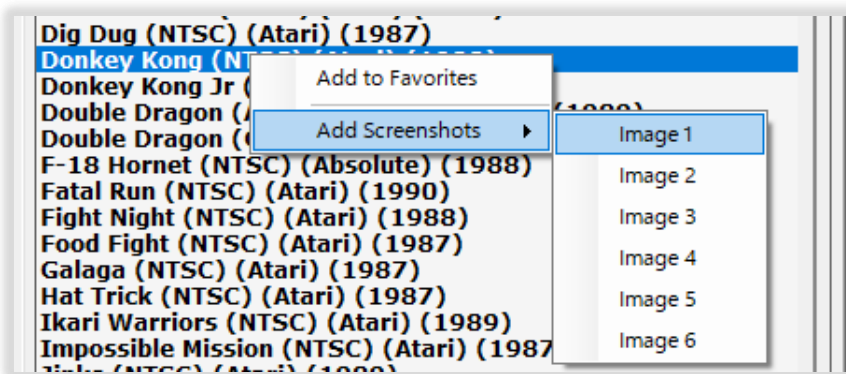 Dig Dug (NTSC) (Atari) (1987)
Donkey Kong (N
Donkey Kong Jr (
Double Dragon (
Double Dragon (
F-18 Hornet (NTSC) (Absolute) (1988)
Fatal Run (NTSC) (Atari) (1990)
Fight Night (NTSC) (Atari) (1988)
Food Fight (NTSC) (Atari) (1987)
Galaga (NTSC) (Atari) (1987)
Hat Trick (NTSC) (Atari) (1987)
Ikari Warriors (NTSC) (Atari) (1989)
Impossible Mission (NTSC) (Atari) (1987
Add to Favorites
Add Screenshots
Image 1
Image 2
Image 3
Image 4
Image 5
Image 6